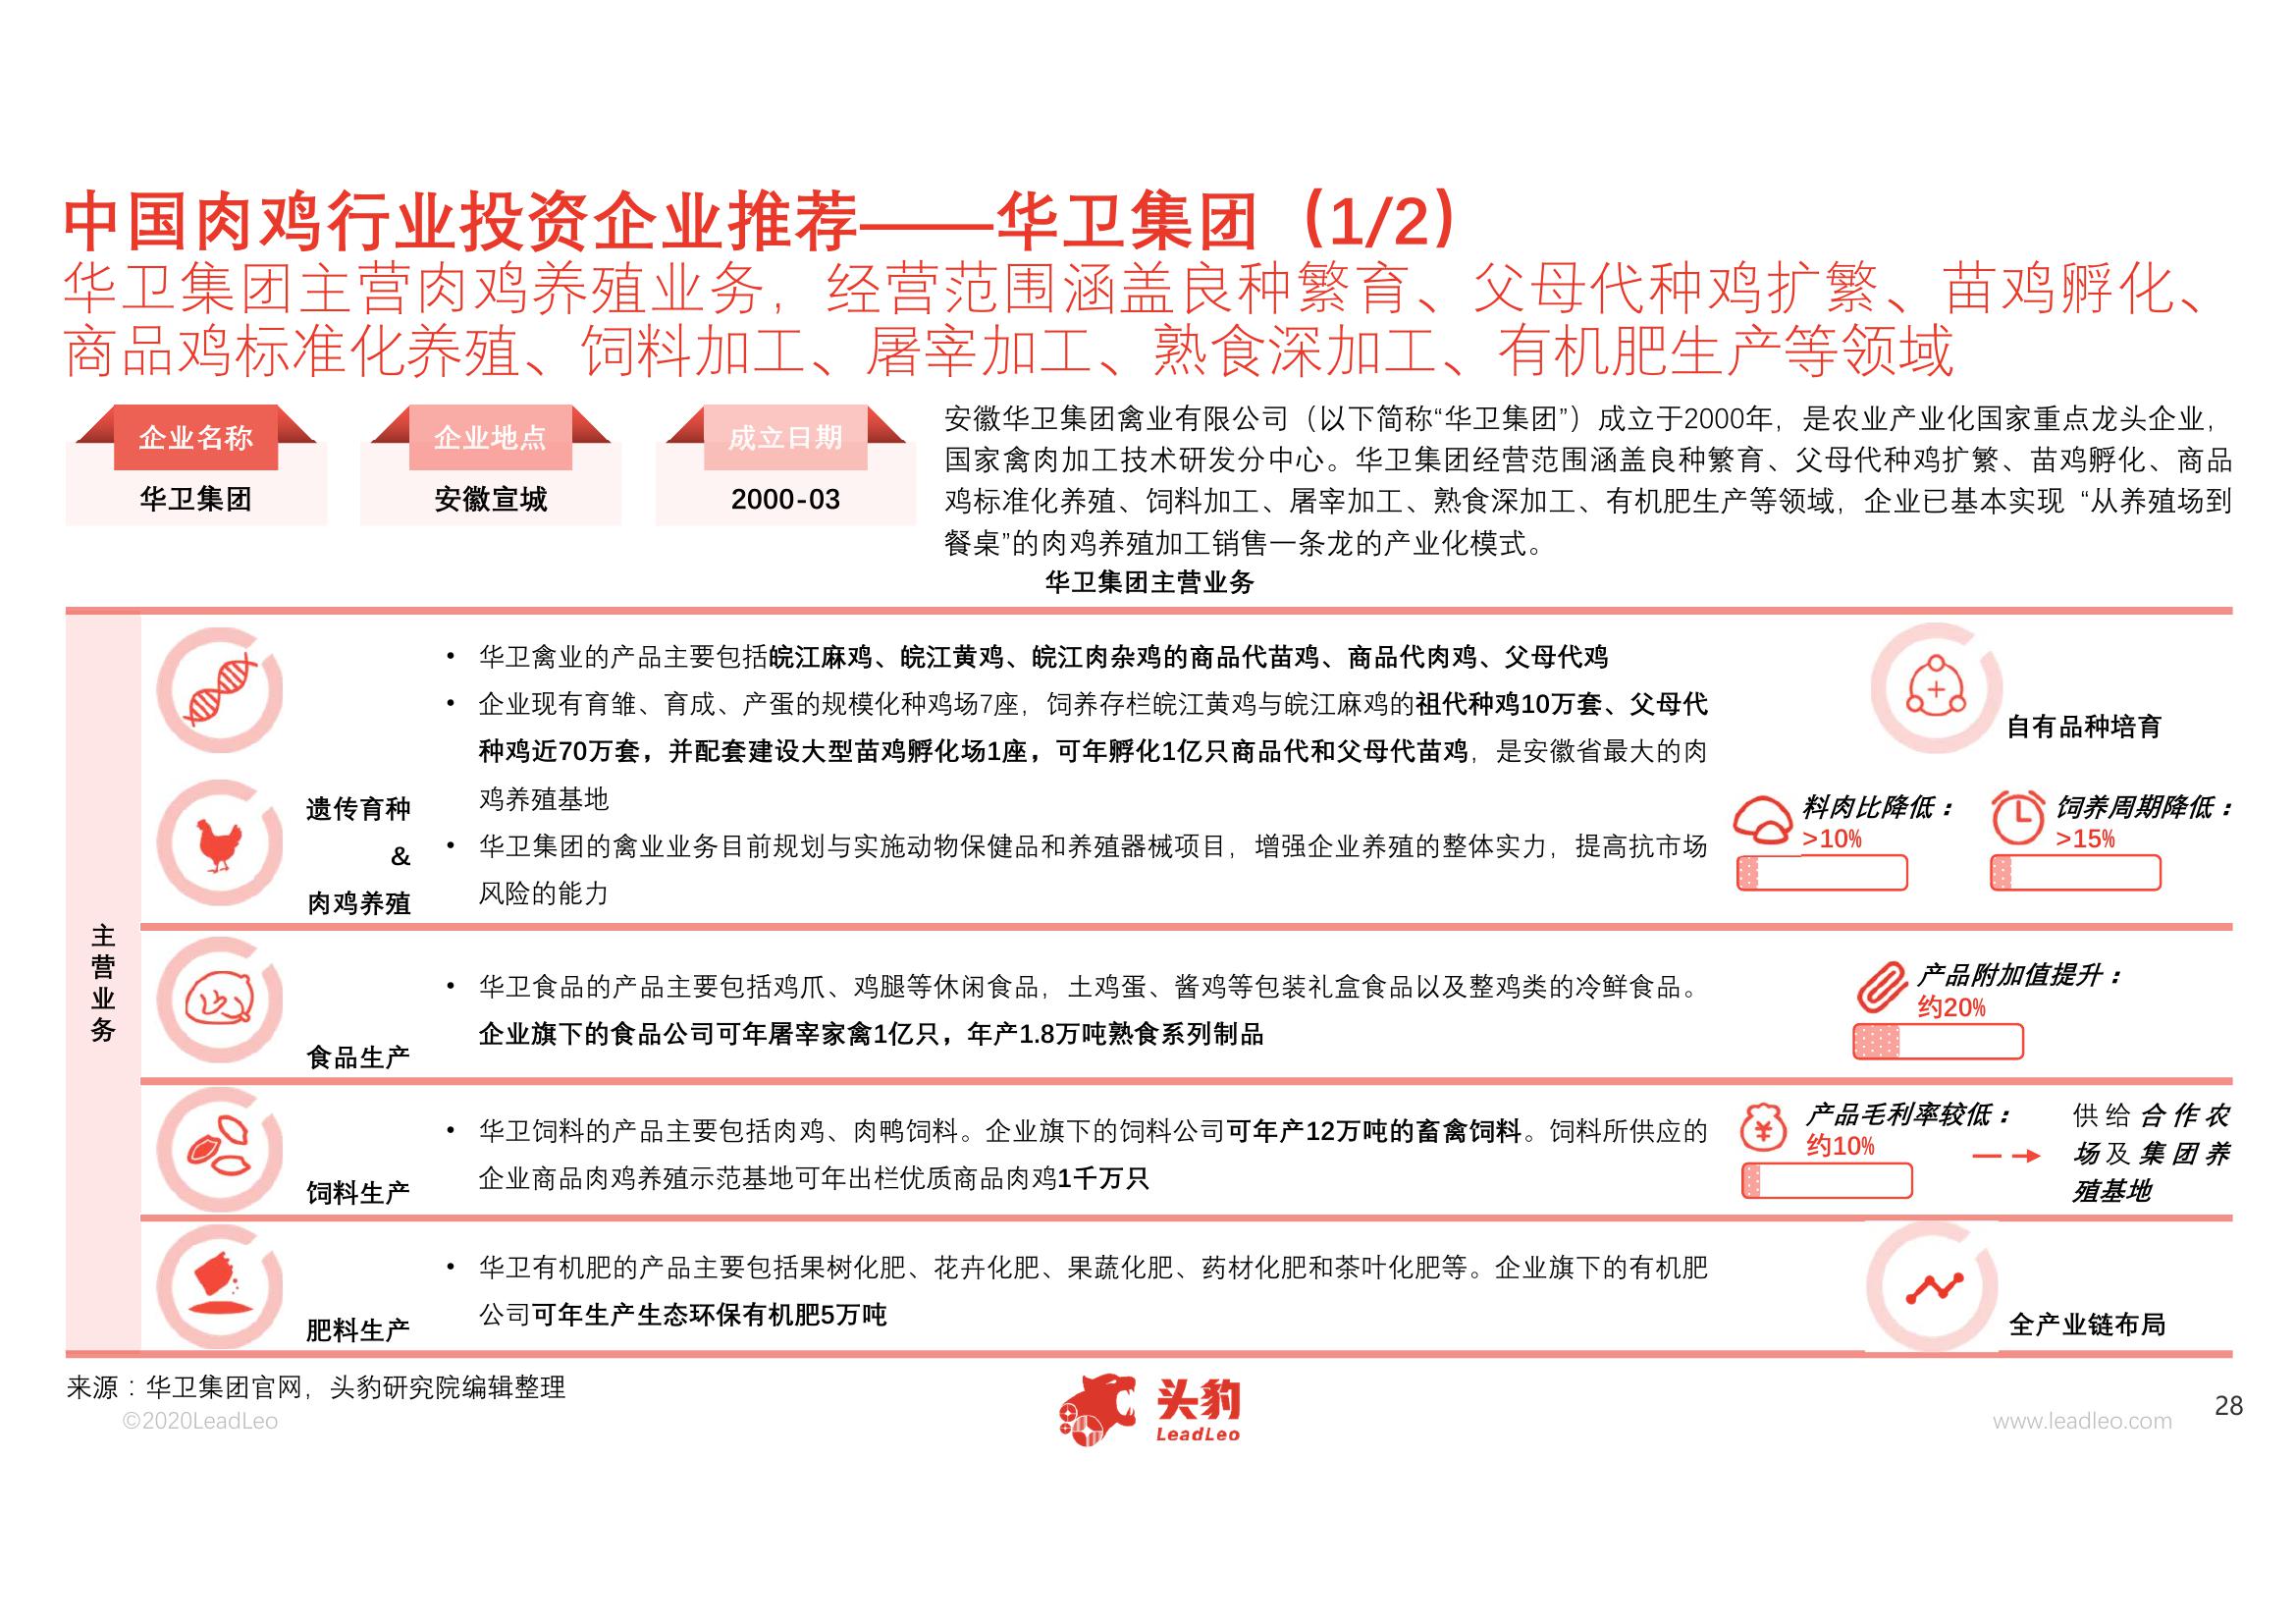 中国肉鸡行业投资企业推荐——华卫集团（1/2）
华卫集团主营肉鸡养殖业务，经营范围涵盖良种繁育、父母代种鸡扩繁、苗鸡孵化、
商品鸡标准化养殖、饲料加工、屠宰加工、熟食深加工、有机肥生产等领域
企业名称
华卫集团
企业地点
安徽宣城
成立日期
2000-03
安徽华卫集团禽业有限公司（以下简称“华卫集团”）成立于2000年，是农业产业化国家重点龙头企业，
国家禽肉加工技术研发分中心。华卫集团经营范围涵盖良种繁育、父母代种鸡扩繁、苗鸡孵化、商品
鸡标准化养殖、饲料加工、屠宰加工、熟食深加工、有机肥生产等领域，企业已基本实现 “从养殖场到
餐桌”的肉鸡养殖加工销售一条龙的产业化模式。
华卫集团主营业务
主
营
业
务
遗传育种
&
肉鸡养殖
• 华卫禽业的产品主要包括皖江麻鸡、皖江黄鸡、皖江肉杂鸡的商品代苗鸡、商品代肉鸡、父母代鸡
• 企业现有育雏、育成、产蛋的规模化种鸡场7座，饲养存栏皖江黄鸡与皖江麻鸡的祖代种鸡10万套、父母代
种鸡近70万套，并配套建设大型苗鸡孵化场1座，可年孵化1亿只商品代和父母代苗鸡，是安徽省最大的肉
鸡养殖基地
• 华卫集团的禽业业务目前规划与实施动物保健品和养殖器械项目，增强企业养殖的整体实力，提高抗市场
风险的能力
自有品种培育
料肉比降低：
>10%
饲养周期降低：
>15%
食品生产
• 华卫食品的产品主要包括鸡爪、鸡腿等休闲食品，土鸡蛋、酱鸡等包装礼盒食品以及整鸡类的冷鲜食品。
企业旗下的食品公司可年屠宰家禽1亿只，年产1.8万吨熟食系列制品
产品附加值提升：
约20%
饲料生产
• 华卫饲料的产品主要包括肉鸡、肉鸭饲料。企业旗下的饲料公司可年产12万吨的畜禽饲料。饲料所供应的
企业商品肉鸡养殖示范基地可年出栏优质商品肉鸡1千万只
产品毛利率较低：
约10%
供给合作农
场及集团养
殖基地
肥料生产
• 华卫有机肥的产品主要包括果树化肥、花卉化肥、果蔬化肥、药材化肥和茶叶化肥等。企业旗下的有机肥
公司可年生产生态环保有机肥5万吨
全产业链布局
来源：华卫集团官网，头豹研究院编辑整理
©2020LeadLeo
头豹
LeadLeo
www.leadleo.com
28